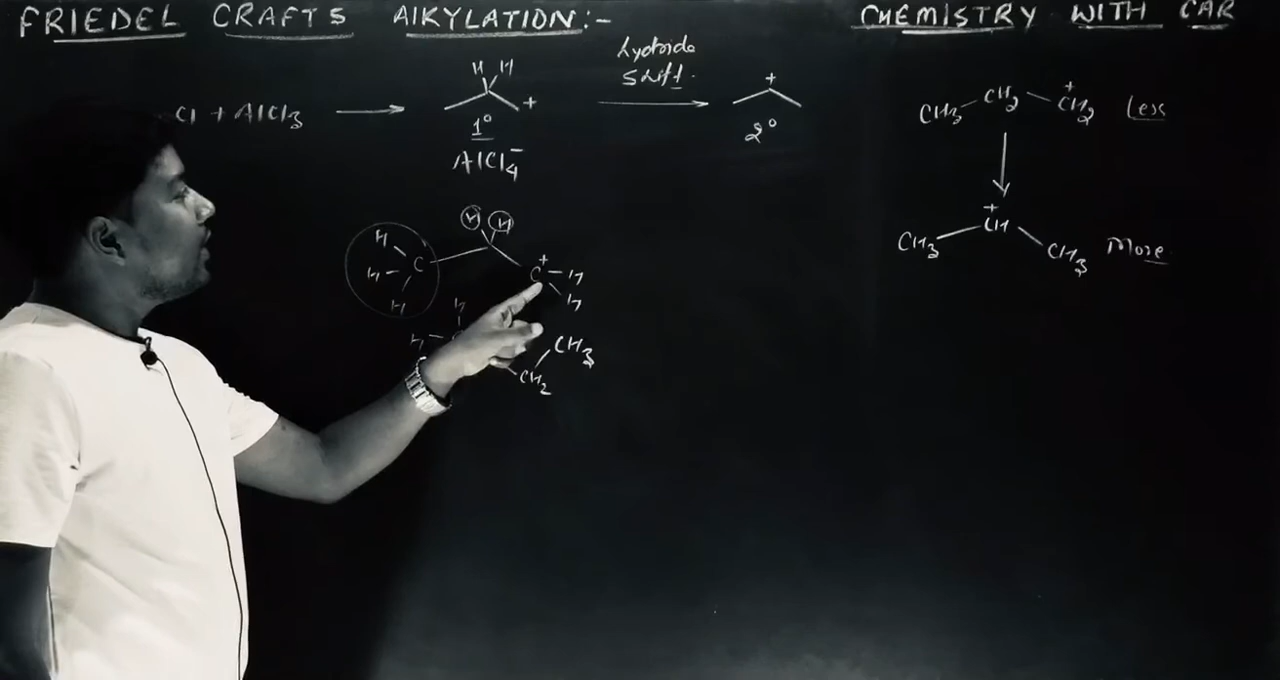 FRIEDEL CRAFTS AIKYLATION:-
CHEMISTRY WITH CAR
Cl + AlCl3
H H
+
1°
AlCl4-
hydride
shift.
+
2°
CH3 CH2 +CH2 Less
+
CH3 CH CH3 More
H H
H
H C
H
+
C H
H
H
H
CH3
CH2